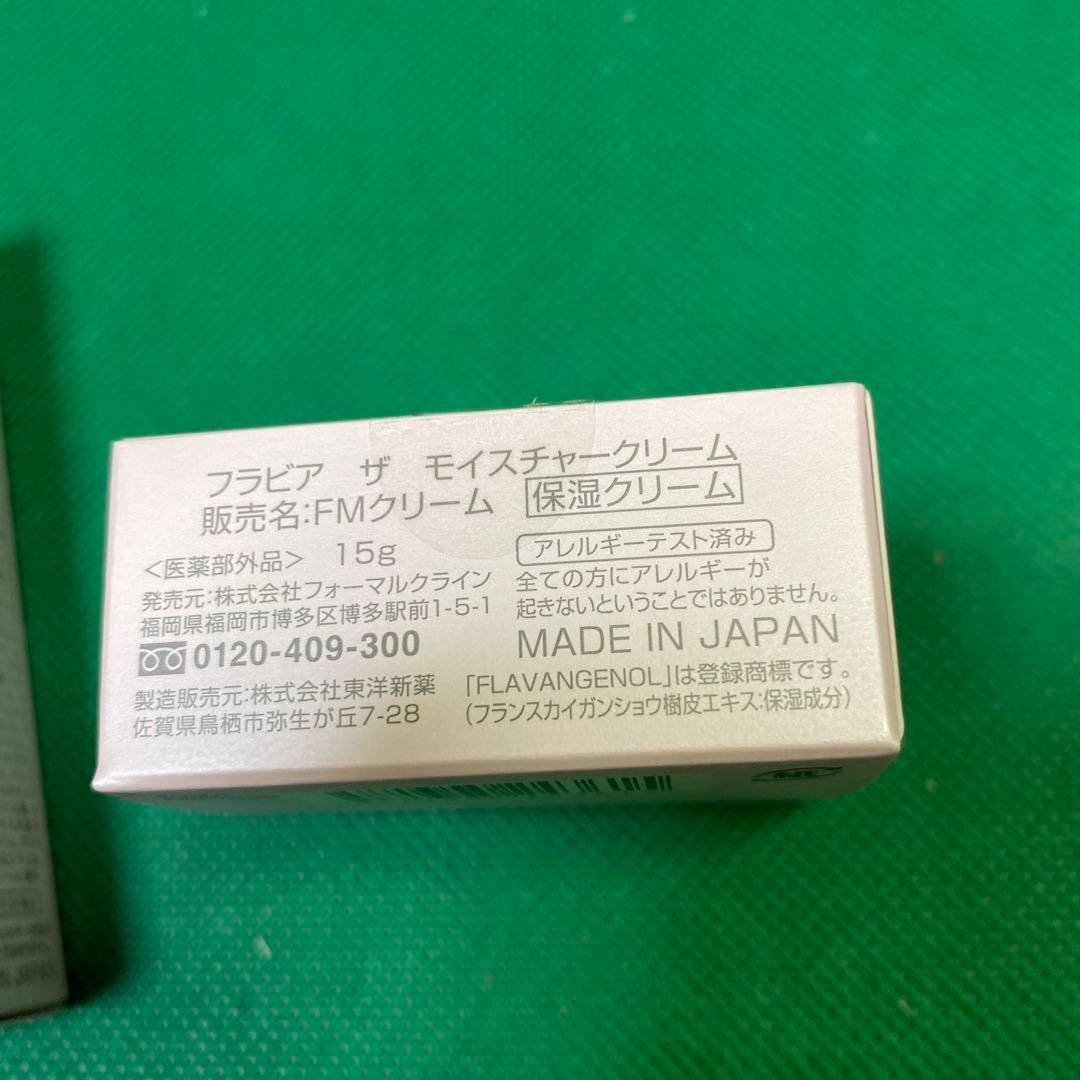 フラビア ザ モイスチャークリーム
販売名:FMクリーム 保湿クリーム
<医薬部外品> 15g
発売元:株式会社フォーマルクライン
福岡県福岡市博多区博多駅前1-5-1
0120-409-300
製造販売元:株式会社東洋新薬
佐賀県鳥栖市弥生が丘7-28
アレルギーテスト済み
全ての方にアレルギーが
起きないということではありません。
MADE IN JAPAN
「FLAVANGENOL」は登録商標です。
(フランスカイガンショウ樹皮エキス:保湿成分)